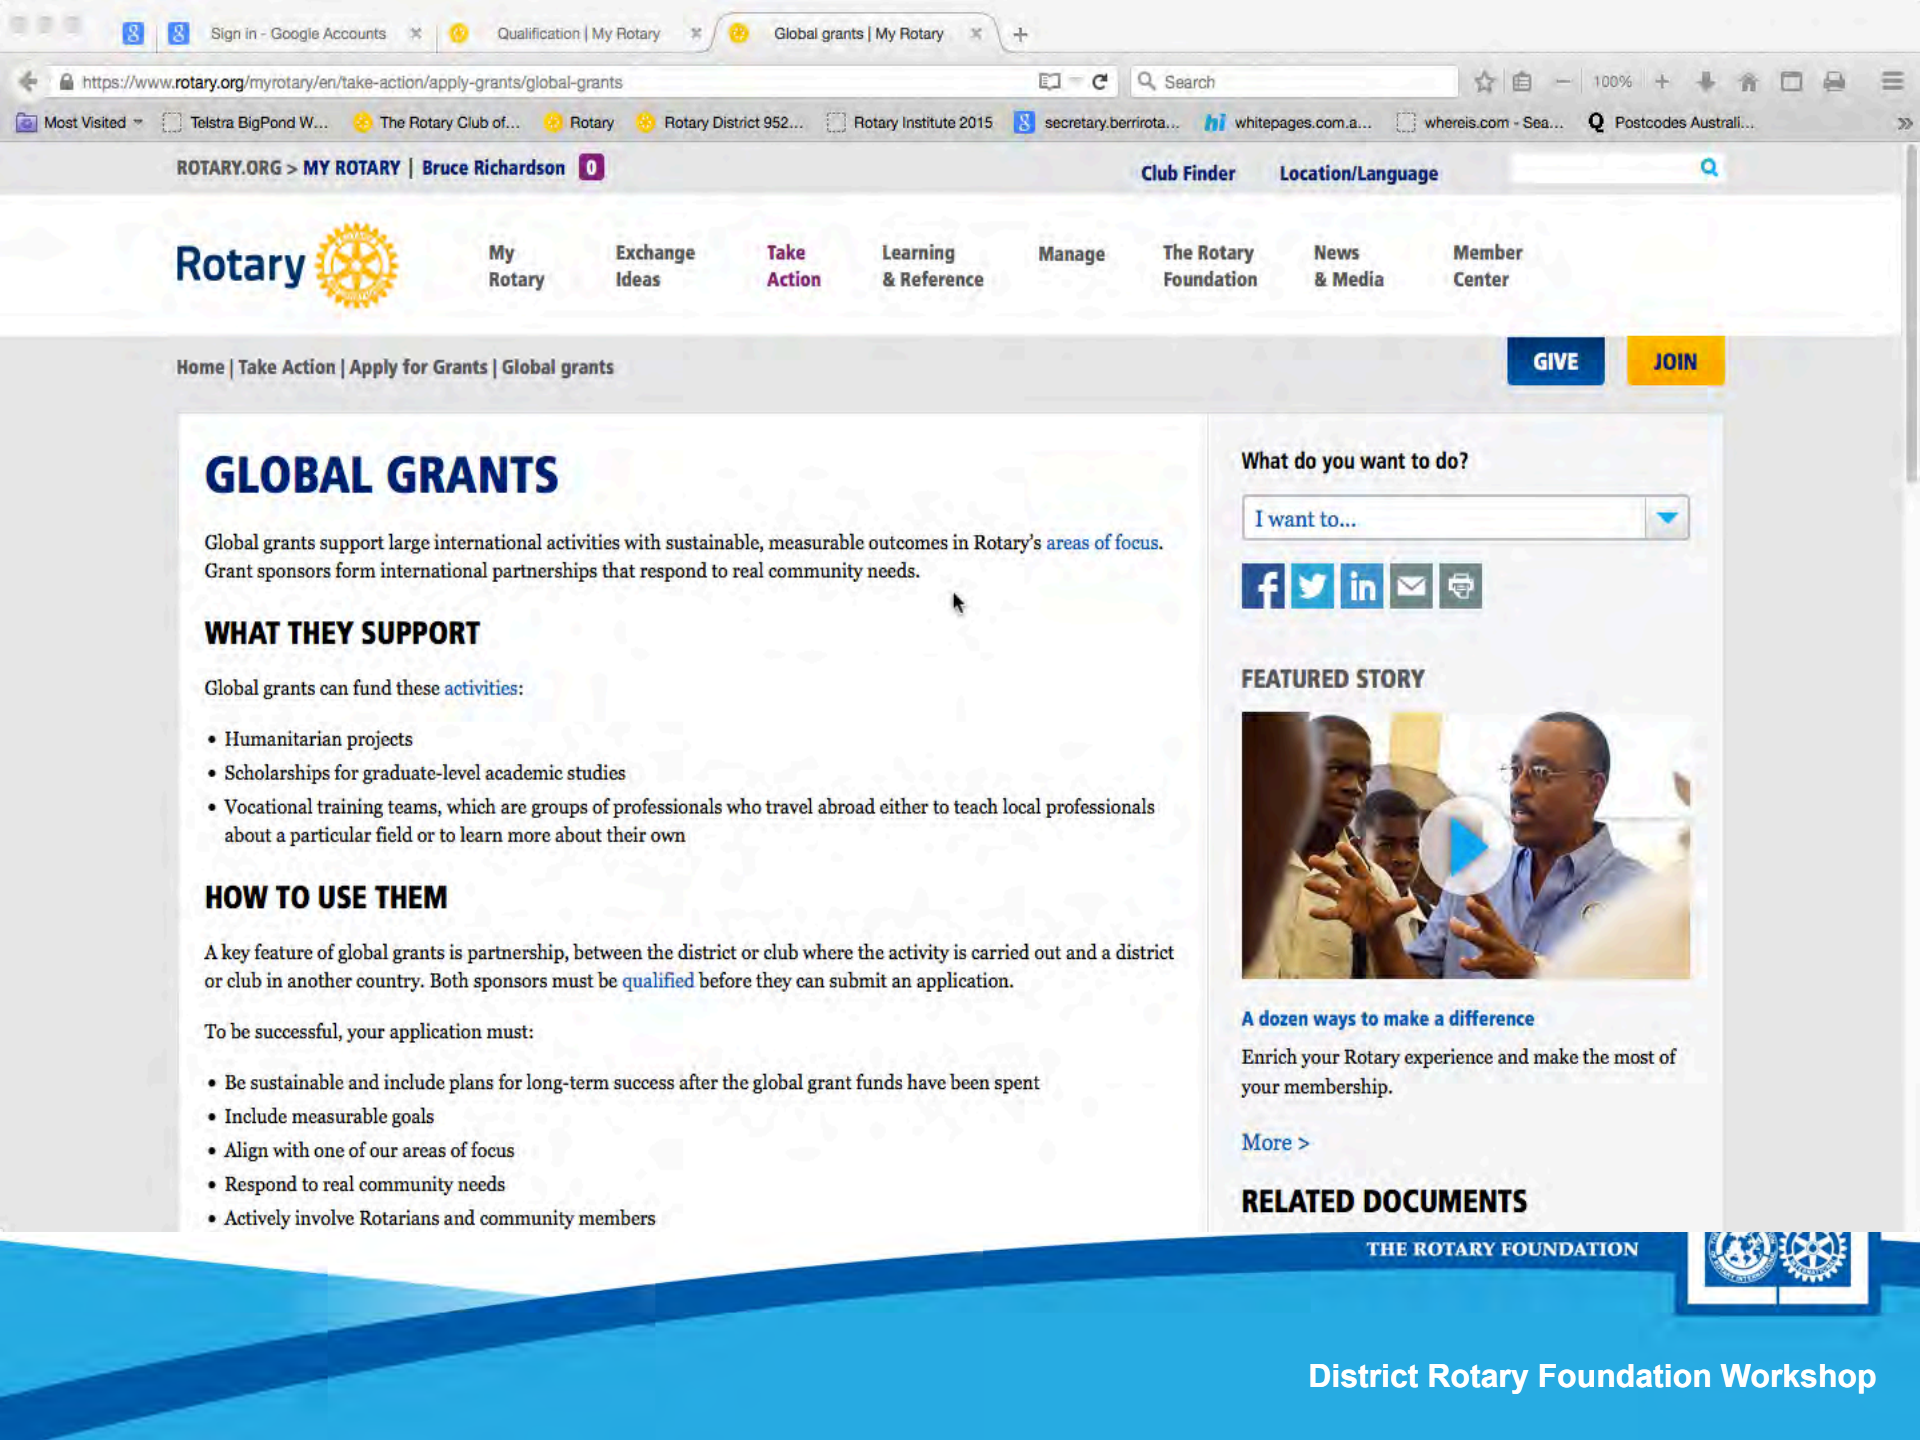 Sign in - Google Accounts
Qualification | My Rotary
Global grants | My Rotary
https://www.rotary.org/myrotary/en/take-action/apply-grants/global-grants
Search
100%
Most Visited
Telstra BigPond W...
The Rotary Club of...
Rotary
Rotary District 952...
Rotary Institute 2015
secretary.berrirota...
whitepages.com.a...
whereis.com - Sea...
Postcodes Australi...
ROTARY.ORG > MY ROTARY | Bruce Richardson 0
Club Finder
Location/Language
Rotary
My Rotary
Exchange Ideas
Take Action
Learning & Reference
Manage
The Rotary Foundation
News & Media
Member Center
Home | Take Action | Apply for Grants | Global grants
GIVE
JOIN
GLOBAL GRANTS
Global grants support large international activities with sustainable, measurable outcomes in Rotary's areas of focus.
Grant sponsors form international partnerships that respond to real community needs.
WHAT THEY SUPPORT
Global grants can fund these activities:
• Humanitarian projects
• Scholarships for graduate-level academic studies
• Vocational training teams, which are groups of professionals who travel abroad either to teach local professionals
about a particular field or to learn more about their own
HOW TO USE THEM
A key feature of global grants is partnership, between the district or club where the activity is carried out and a district
or club in another country. Both sponsors must be qualified before they can submit an application.
To be successful, your application must:
• Be sustainable and include plans for long-term success after the global grant funds have been spent
• Include measurable goals
• Align with one of our areas of focus
• Respond to real community needs
• Actively involve Rotarians and community members
What do you want to do?
I want to...
FEATURED STORY
A dozen ways to make a difference
Enrich your Rotary experience and make the most of
your membership.
More >
RELATED DOCUMENTS
THE ROTARY FOUNDATION
District Rotary Foundation Workshop